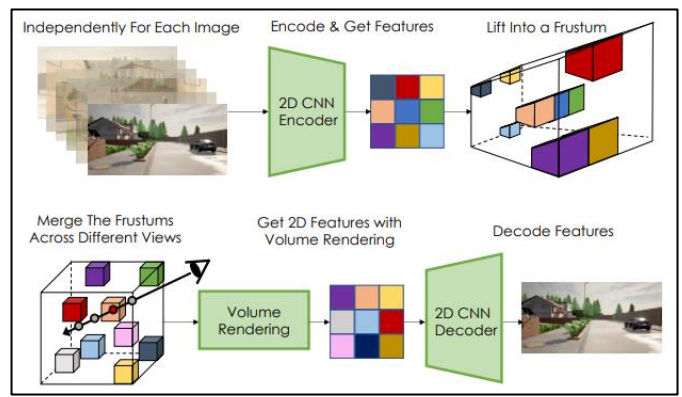 Independently For Each Image
Encode & Get Features
Lift Into a Frustum
2D CNN
Encoder
Merge The Frustums
Across Different Views
Get 2D Features with
Volume Rendering
Decode Features
Volume
Rendering
2D CNN
Decoder